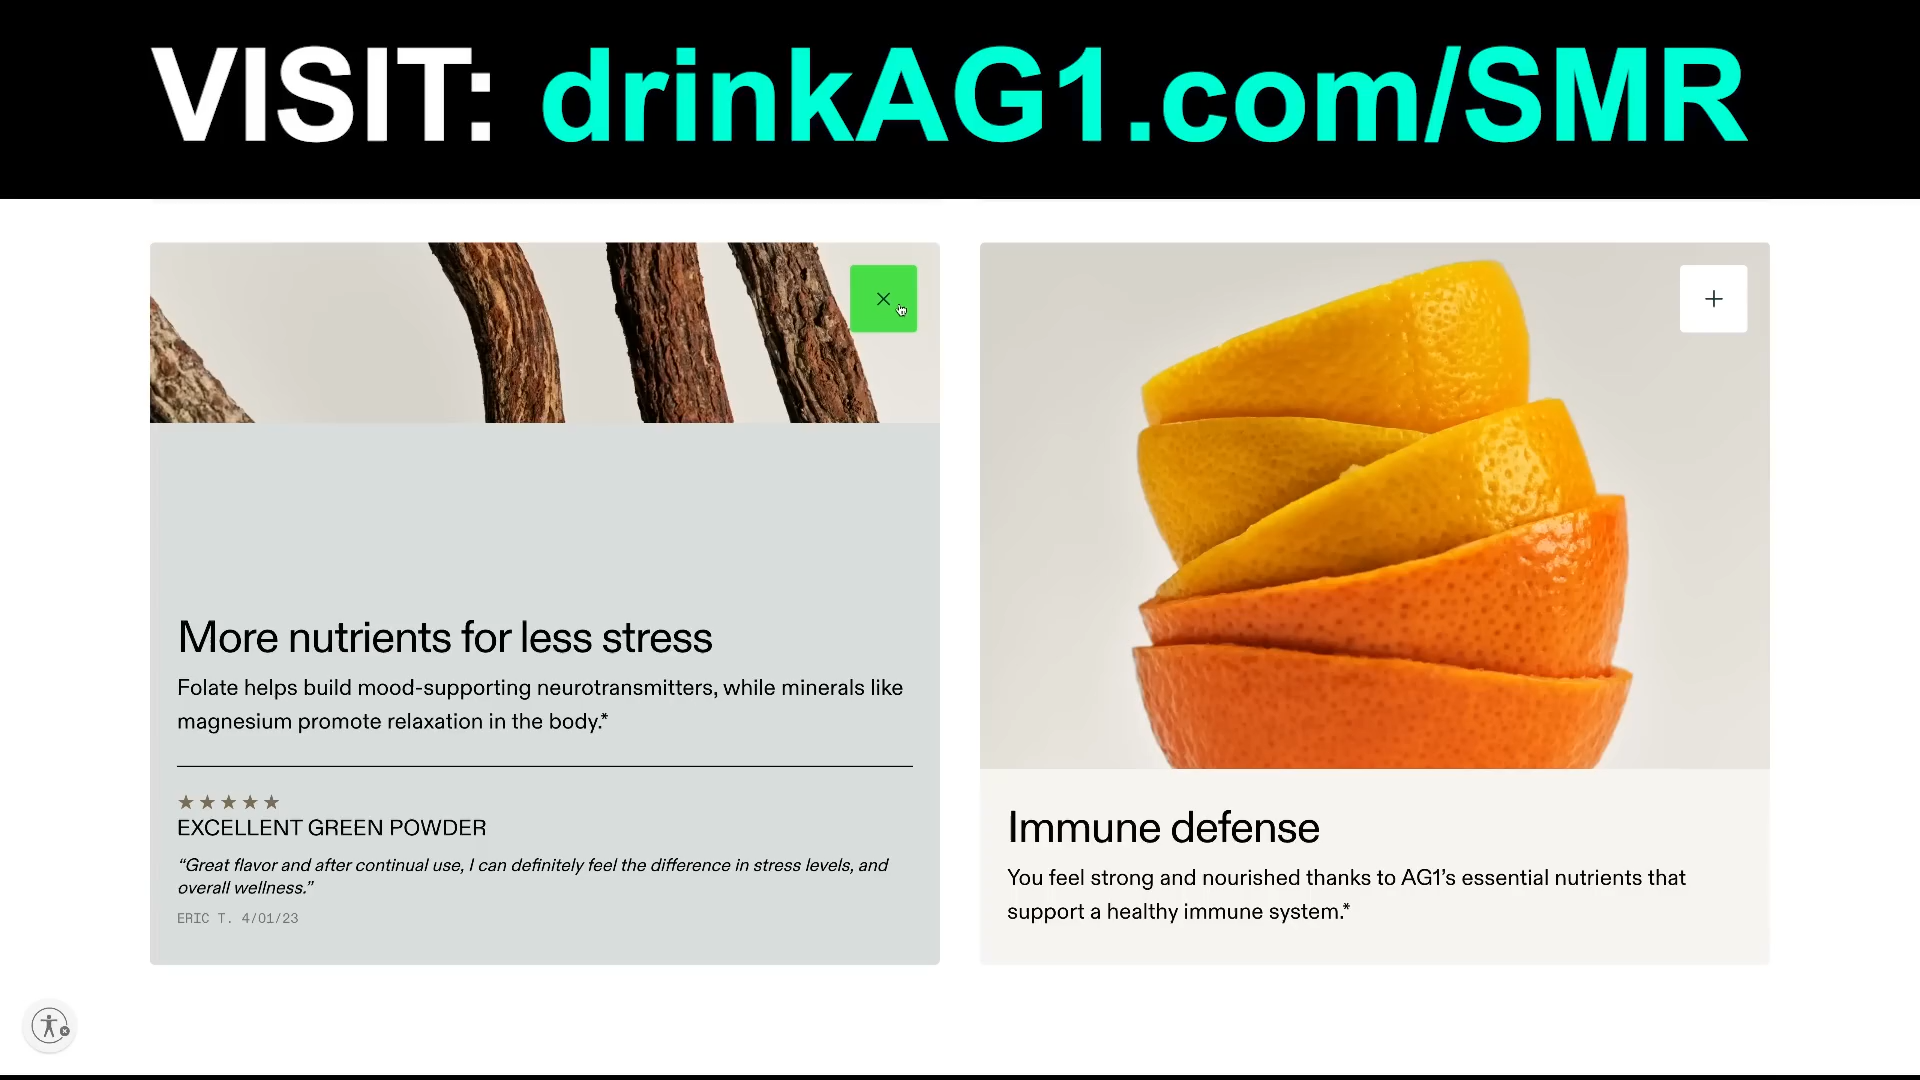 VISIT: drinkAG1.com/SMR
More nutrients for less stress
Folate helps build mood-supporting neurotransmitters, while minerals like
magnesium promote relaxation in the body.*
EXCELLENT GREEN POWDER
“Great flavor and after continual use, I can definitely feel the difference in stress levels, and
overall wellness.”
ERIC T. 4/01/23
Immune defense
You feel strong and nourished thanks to AG1’s essential nutrients that
support a healthy immune system.*